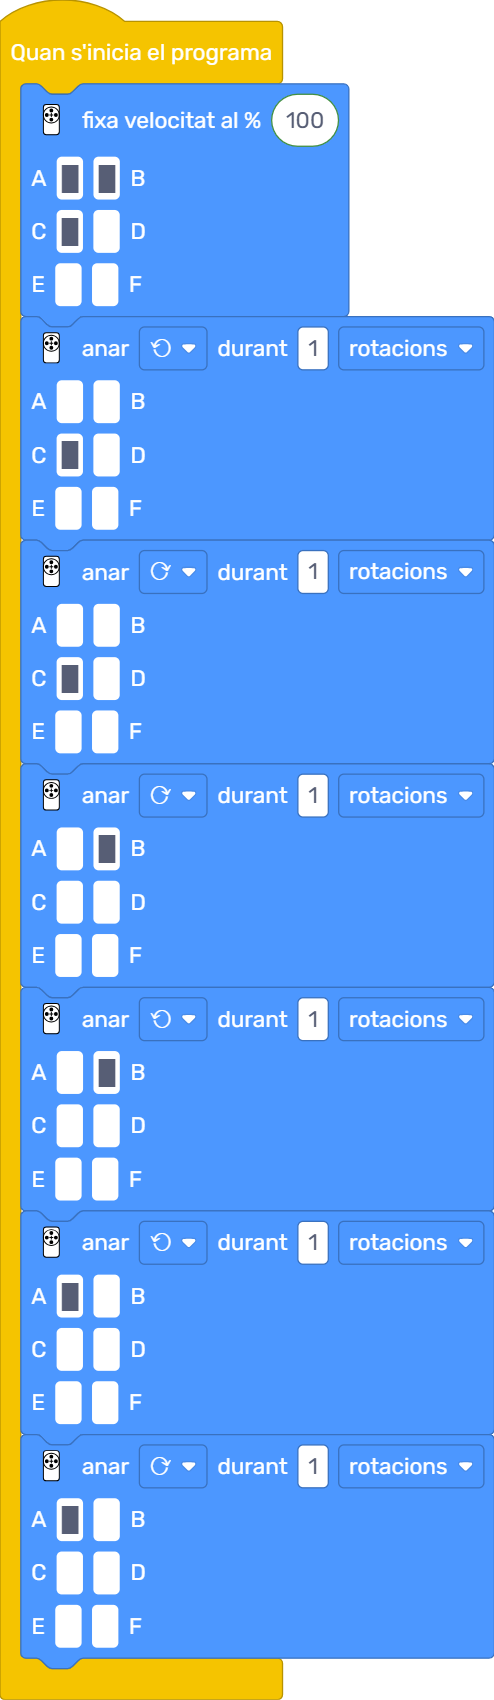 Quan s'inicia el programa
fixa velocitat al % 100
A B
C D
E F
anar durant 1 rotacions
A B
C D
E F
anar durant 1 rotacions
A B
C D
E F
anar durant 1 rotacions
A B
C D
E F
anar durant 1 rotacions
A B
C D
E F
anar durant 1 rotacions
A B
C D
E F
anar durant 1 rotacions
A B
C D
E F